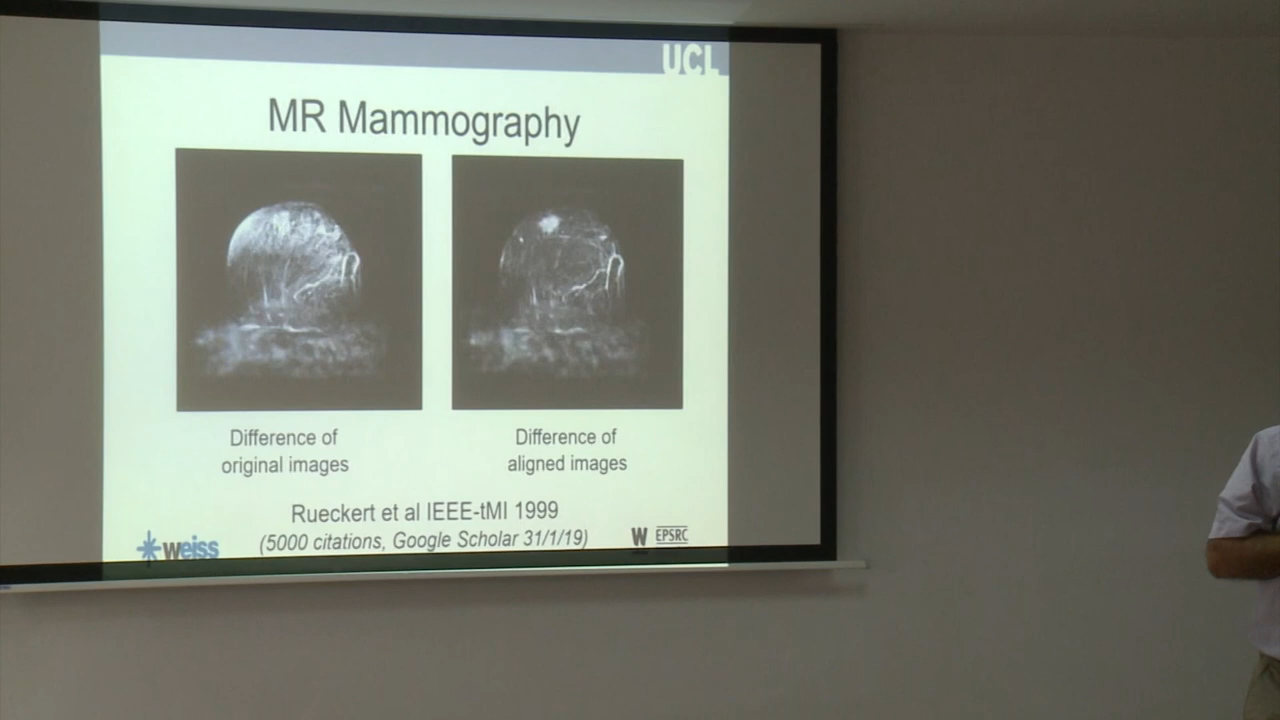 UCL
MR Mammography
Difference of
original images
Difference of
aligned images
Rueckert et al IEEE-tMI 1999
(5000 citations, Google Scholar 31/1/19)
weiss
W EPSRC